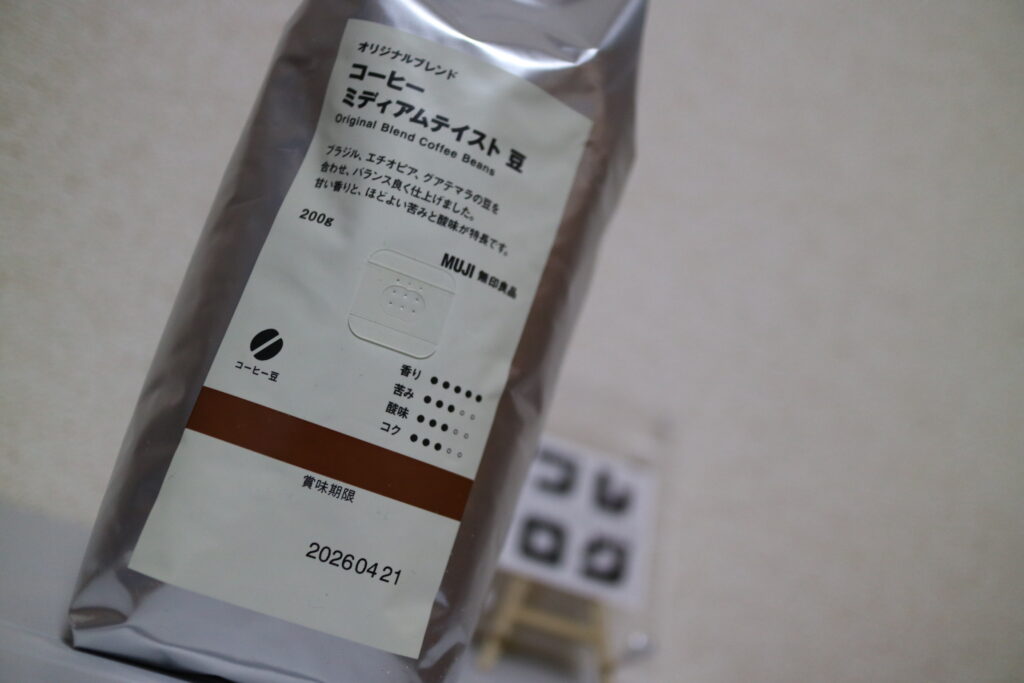 オリジナルブレンド
コーヒー
ミディアムテイスト 豆
Original Blend Coffee Beans
ブラジル、エチオピア、グアテマラの豆を
合わせ、バランス良く仕上げました。
甘い香りと、ほどよい苦みと酸味が特長です。
200g
MUJI 無印良品
コーヒー豆
香り ●●●●●
苦み ●●●○○
酸味 ●●●○○
コク ●●●○○
賞味期限
20260421
コレ
ログ